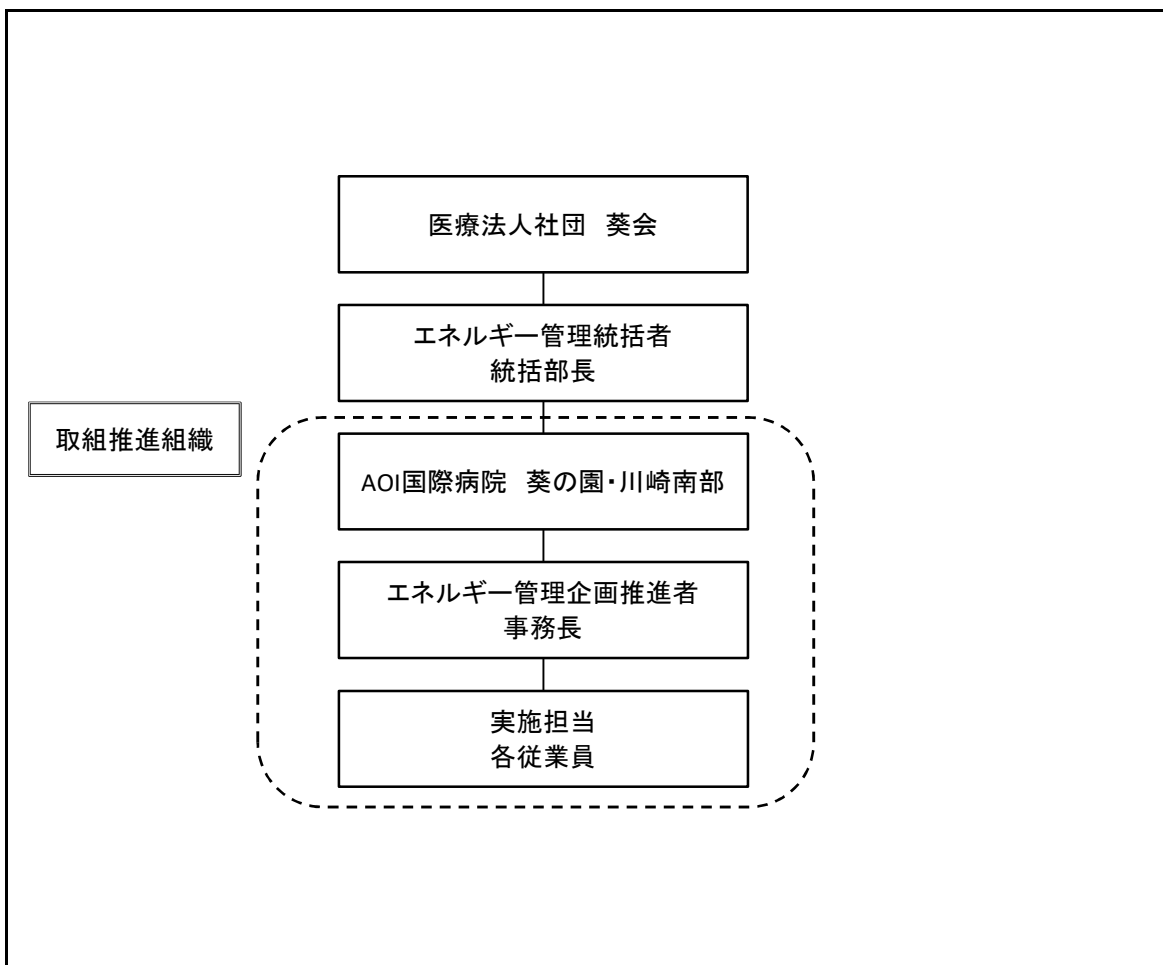 医療法人社団　葵会
エネルギー管理統括者
統括部長
取組推進組織
AOI国際病院　葵の園・川崎南部
エネルギー管理企画推進者
事務長
実施担当
各従業員